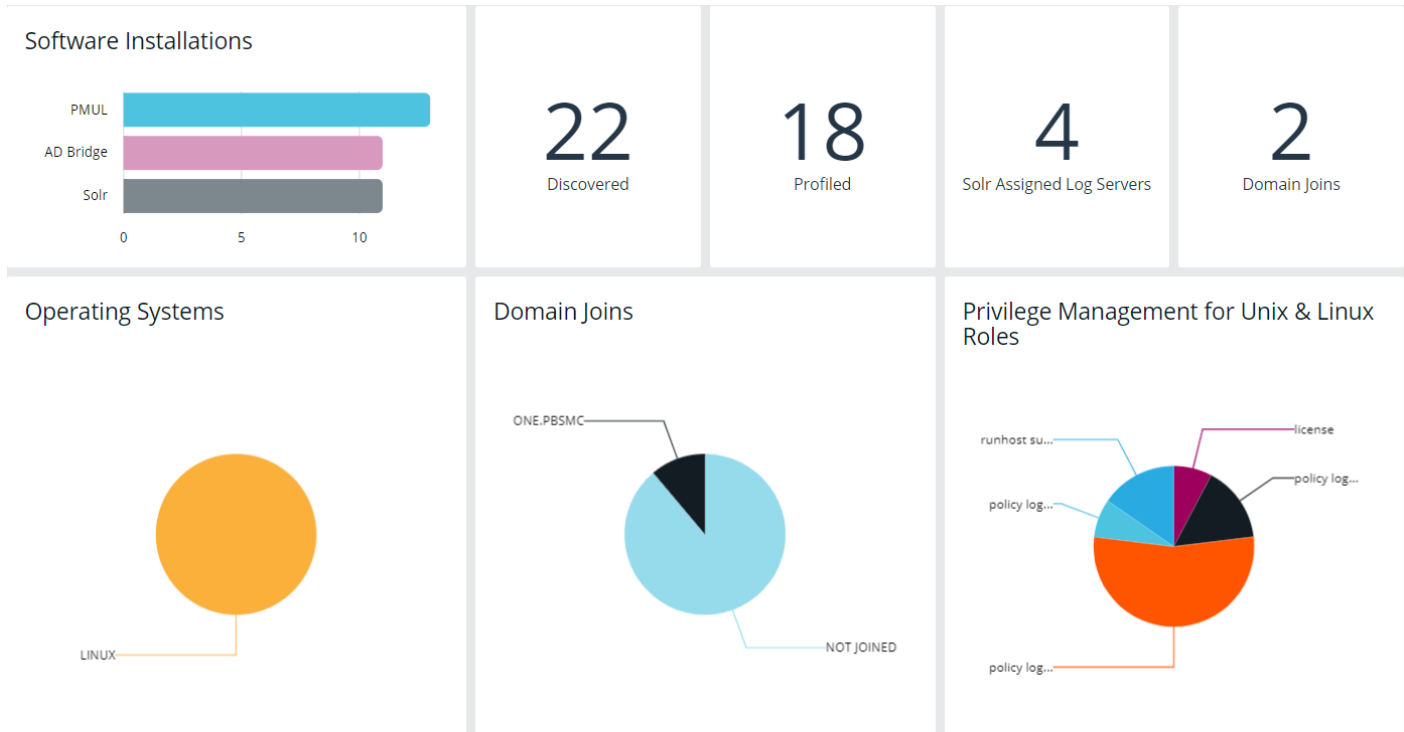 Software Installations
PMUL
AD Bridge
Solr
0 5 10
22
Discovered
18
Profiled
4
Solr Assigned Log Servers
2
Domain Joins
Operating Systems
LINUX
Domain Joins
ONE.PBSMC
NOT JOINED
Privilege Management for Unix & Linux
Roles
license
runhost su...
policy log...
policy log...
policy log...